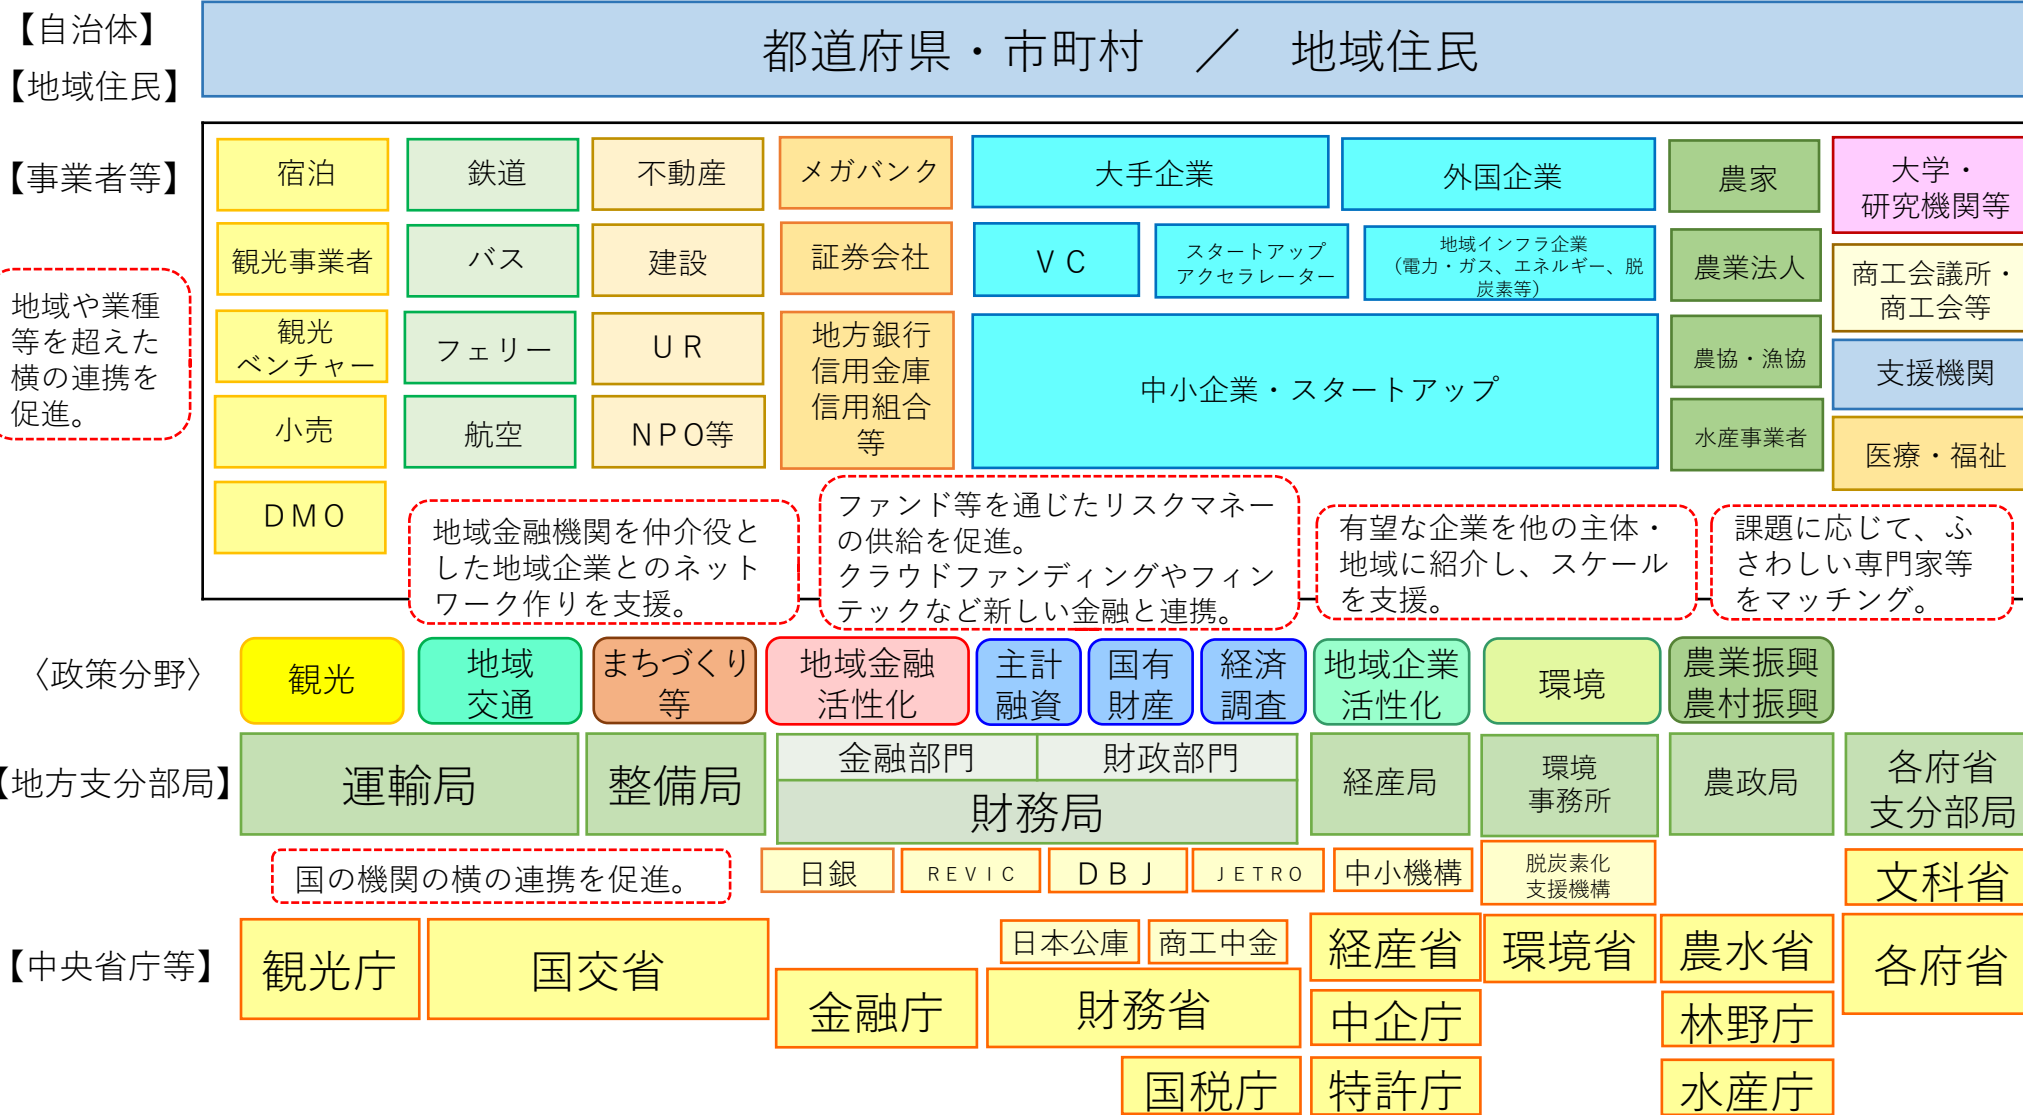 【自治体】
【地域住民】
都道府県・市町村　／　地域住民
【事業者等】
宿泊
鉄道
不動産
メガバンク
大手企業
外国企業
農家
大学・
研究機関等
観光事業者
バス
建設
証券会社
ＶＣ
スタートアップ
アクセラレーター
地域インフラ企業
（電力・ガス、エネルギー、脱
炭素等）
農業法人
商工会議所・
商工会等
地域や業種
等を超えた
横の連携を
促進。
観光
ベンチャー
フェリー
ＵＲ
地方銀行
信用金庫
信用組合
等
中小企業・スタートアップ
農協・漁協
支援機関
小売
航空
ＮＰＯ等
水産事業者
医療・福祉
ＤＭＯ
地域金融機関を仲介役と
した地域企業とのネット
ワーク作りを支援。
ファンド等を通じたリスクマネー
の供給を促進。
クラウドファンディングやフィン
テックなど新しい金融と連携。
有望な企業を他の主体・
地域に紹介し、スケール
を支援。
課題に応じて、ふ
さわしい専門家等
をマッチング。
〈政策分野〉
観光
地域
交通
まちづくり
等
地域金融
活性化
主計
融資
国有
財産
経済
調査
地域企業
活性化
環境
農業振興
農村振興
【地方支分部局】
運輸局
整備局
金融部門
財政部門
財務局
経産局
環境
事務所
農政局
各府省
支分部局
国の機関の横の連携を促進。
日銀
ＲＥＶＩＣ
ＤＢＪ
ＪＥＴＲＯ
中小機構
脱炭素化
支援機構
文科省
【中央省庁等】
観光庁
国交省
金融庁
日本公庫
商工中金
財務省
国税庁
経産省
中企庁
特許庁
環境省
農水省
林野庁
水産庁
各府省